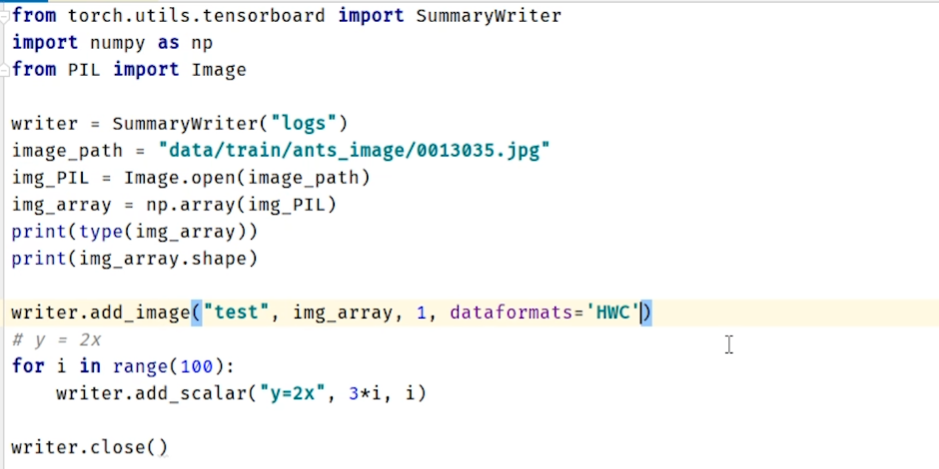 from torch.utils.tensorboard import SummaryWriter
import numpy as np
from PIL import Image
writer = SummaryWriter("logs")
image_path = "data/train/ants_image/0013035.jpg"
img_PIL = Image.open(image_path)
img_array = np.array(img_PIL)
print(type(img_array))
print(img_array.shape)
writer.add_image("test", img_array, 1, dataformats='HWC')
# y = 2x
for i in range(100):
    writer.add_scalar("y=2x", 3*i, i)
writer.close()